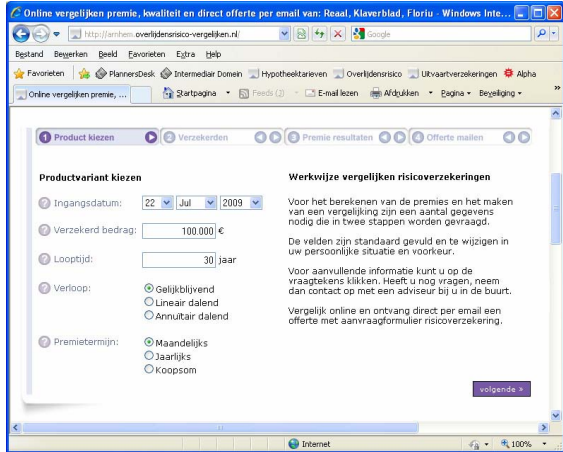 Online vergelijken premie, kwaliteit en direct offerte per email van: Reaal, Klaverblad, Floriu - Windows Inte...
http://arnhem.overlijdensrisico-vergelijken.nl/
Google
Bestand Bewerken Beeld Favorieten Extra Help
Favorieten PlannersDesk Intermediair Domein Hypotheektarieven Overlijdensrisico Uitvaartverzekeringen Alpha »
Online vergelijken premie, ... Startpagina Feeds (J) E-mail lezen Afdrukken Pagina Beveiliging »
1 Product kiezen 2 Verzekerden 3 Premie resultaten 4 Offerte mailen
Productvariant kiezen
? Ingangsdatum: 22 Jul 2009
? Verzekerd bedrag: 100.000 €
? Looptijd: 30 jaar
? Verloop: Gelijkblijvend
Lineair dalend
Annuïtair dalend
? Premietermijn: Maandelijks
Jaarlijks
Koopsom
Werkwijze vergelijken risicoverzekeringen
Voor het berekenen van de premies en het maken
van een vergelijking zijn een aantal gegevens
nodig die in twee stappen worden gevraagd.
De velden zijn standaard gevuld en te wijzigen in
uw persoonlijke situatie en voorkeur.
Voor aanvullende informatie kunt u op de
vraagtekens klikken. Heeft u nog vragen, neem
dan contact op met een adviseur bij u in de buurt.
Vergelijk online en ontvang direct per email een
offerte met aanvraagformulier risicoverzekering.
volgende >
Internet 100%